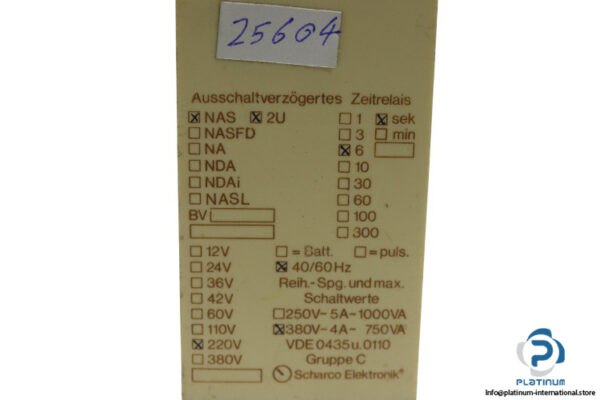 25604
Ausschaltverzögertes Zeitrelais
☒ NAS ☒ 2U ☐ 1 ☒ sek
☐ NASFD ☐ 3 ☐ min
☐ NA ☒ 6 ☐
☐ NDA ☐ 10
☐ NDAi ☐ 30
☐ NASL ☐ 60
BV ☐ 100
☐ 300
☐ 12V ☐ = Batt. ☐ = puls.
☐ 24V ☒ 40/60Hz
☐ 36V Reih.-Spg. und max.
☐ 42V Schaltwerte
☐ 60V ☐ 250V~5A~1000VA
☐ 110V ☒ 380V~4A~ 750VA
☒ 220V VDE 0435 u. 0110
☐ 380V Gruppe C
Scharco Elektronik®
PLATINUM
INTERNATIONAL
Info@platinum-international.store